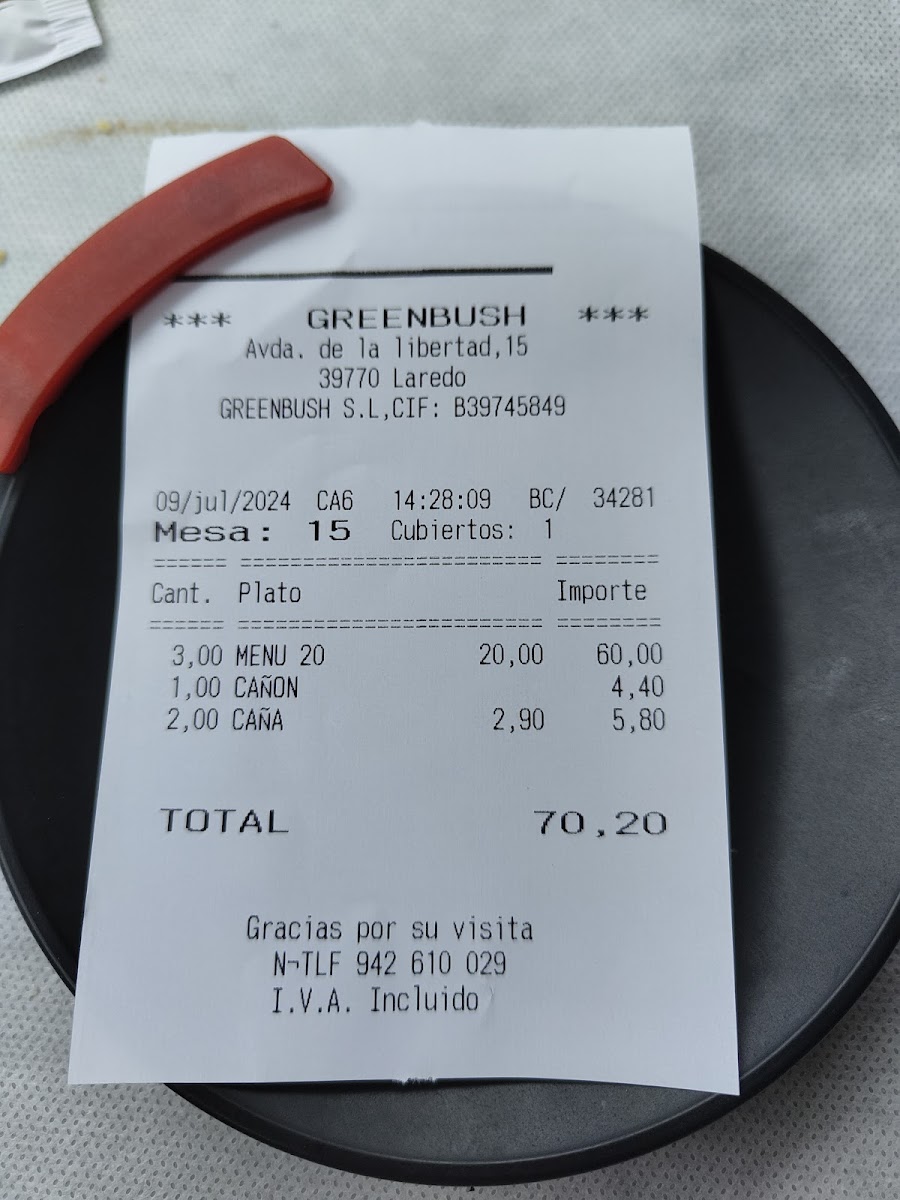 *** GREENBUSH ***
Avda. de la libertad,15
39770 Laredo
GREENBUSH S.L,CIF: B39745849
09/jul/2024 CA6 14:28:09 BC/ 34281
Mesa: 15 Cubiertos: 1
Cant. Plato Importe
3,00 MENU 20 20,00 60,00
1,00 CAÑON 4,40
2,00 CAÑA 2,90 5,80
TOTAL 70,20
Gracias por su visita
N¬TLF 942 610 029
I.V.A. Incluido